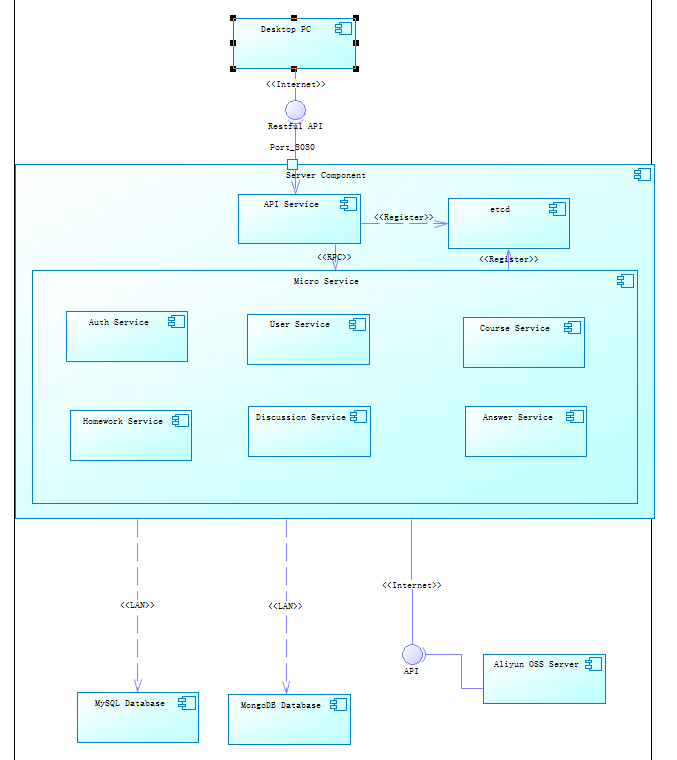 Desktop PC
<<Internet>>
Restful API
Port_8080
Server Component
API Service
<<Register>>
etcd
<<RPC>>
<<Register>>
Micro Service
Auth Service
User Service
Course Service
Homework Service
Discussion Service
Answer Service
<<Internet>>
<<LAN>>
<<LAN>>
API
Aliyun OSS Server
MySQL Database
MongoDB Database